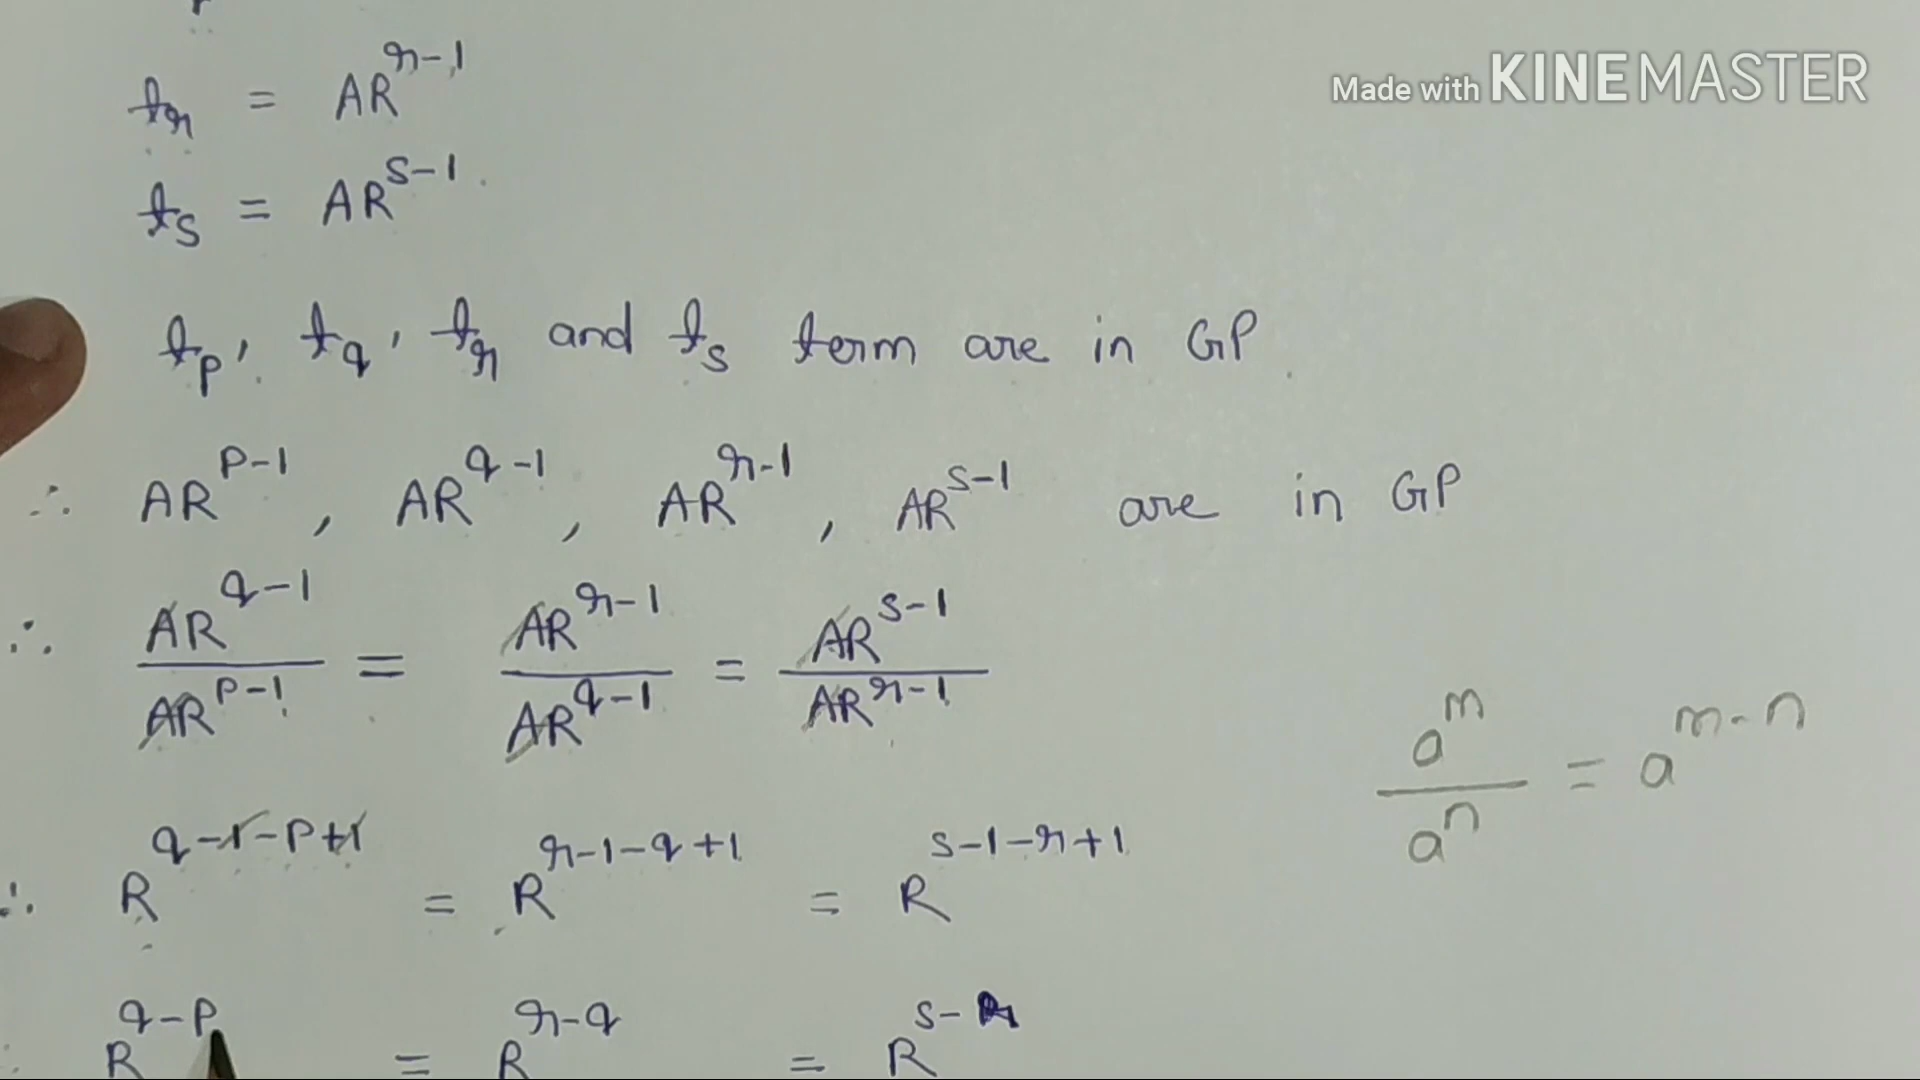 Made with KINEMASTER
tr = AR^r-1
ts = AR^s-1
tp, tq, tr and ts term are in GP
∴ AR^p-1, AR^q-1, AR^r-1, AR^s-1 are in GP
∴ AR^q-1/AR^p-1 = AR^r-1/AR^q-1 = AR^s-1/AR^r-1
a^m/a^n = a^m-n
∴ R^q-1-p+1 = R^r-1-q+1 = R^s-1-r+1
∴ R^q-p = R^r-q = R^s-r